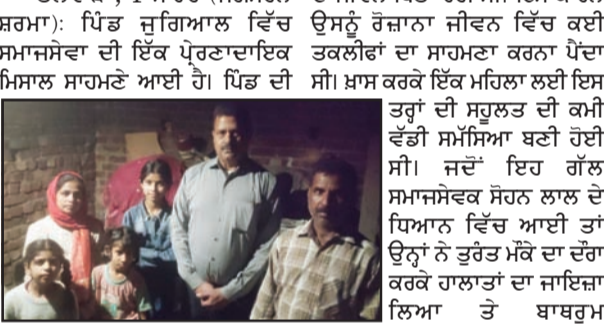 ਸ਼ਰਮਾ): ਪਿੰਡ ਜੁਗਿਆਲ ਵਿੱਚ
ਸਮਾਜਸੇਵਾ ਦੀ ਇੱਕ ਪ੍ਰੇਰਣਾਦਾਇਕ
ਮਿਸਾਲ ਸਾਹਮਣੇ ਆਈ ਹੈ। ਪਿੰਡ ਦੀ
ਉਸਨੂੰ ਰੋਜ਼ਾਨਾ ਜੀਵਨ ਵਿੱਚ ਕਈ
ਤਕਲੀਫਾਂ ਦਾ ਸਾਹਮਣਾ ਕਰਨਾ ਪੈਂਦਾ
ਸੀ। ਖ਼ਾਸ ਕਰਕੇ ਇੱਕ ਮਹਿਲਾ ਲਈ ਇਸ
ਤਰ੍ਹਾਂ ਦੀ ਸਹੂਲਤ ਦੀ ਕਮੀ
ਵੱਡੀ ਸਮੱਸਿਆ ਬਣੀ ਹੋਈ
ਸੀ। ਜਦੋਂ ਇਹ ਗੱਲ
ਸਮਾਜਸੇਵਕ ਸੋਹਨ ਲਾਲ ਦੇ
ਧਿਆਨ ਵਿੱਚ ਆਈ ਤਾਂ
ਉਨ੍ਹਾਂ ਨੇ ਤੁਰੰਤ ਮੌਕੇ ਦਾ ਦੌਰਾ
ਕਰਕੇ ਹਾਲਾਤਾਂ ਦਾ ਜਾਇਜ਼ਾ
ਲਿਆ ਤੇ ਬਾਥਰੂਮ